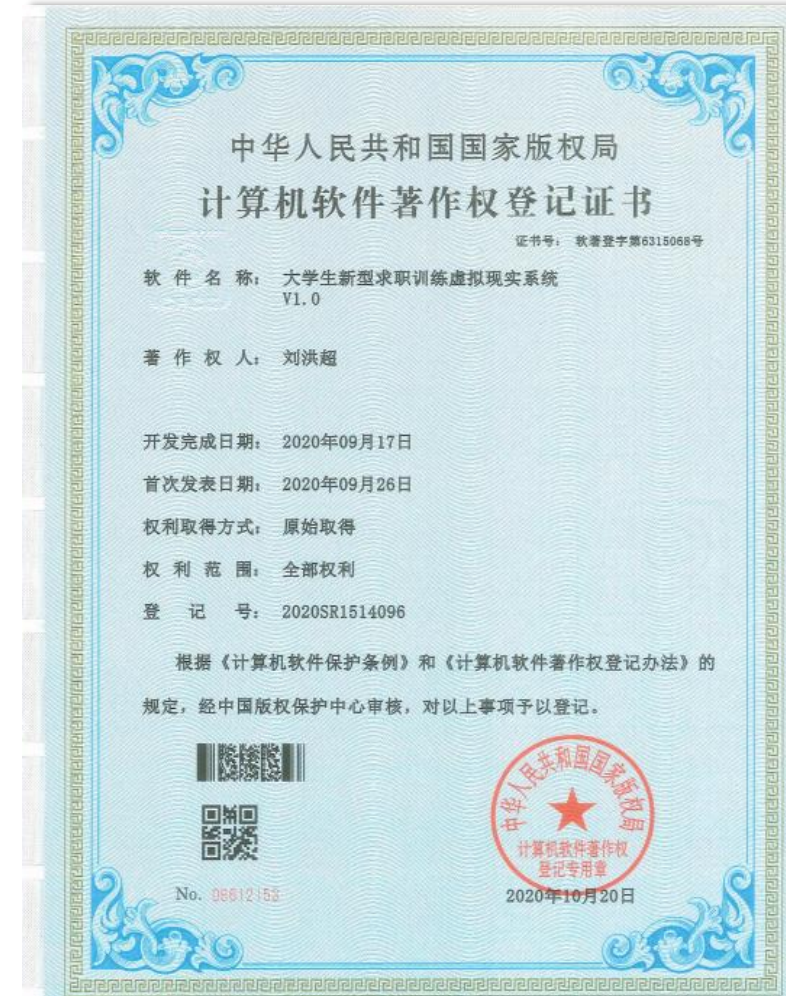 中华人民共和国国家版权局
计算机软件著作权登记证书
证书号： 软著登字第6315068号
软件名称： 大学生新型求职训练虚拟现实系统
V1.0
著作权人： 刘洪超
开发完成日期： 2020年09月17日
首次发表日期： 2020年09月26日
权利取得方式： 原始取得
权利范围： 全部权利
登记号： 2020SR1514096
根据《计算机软件保护条例》和《计算机软件著作权登记办法》的
规定，经中国版权保护中心审核，对以上事项予以登记。
中华人民共和国国家版权局
计算机软件著作权
登记专用章
No. 06612153
2020年10月20日